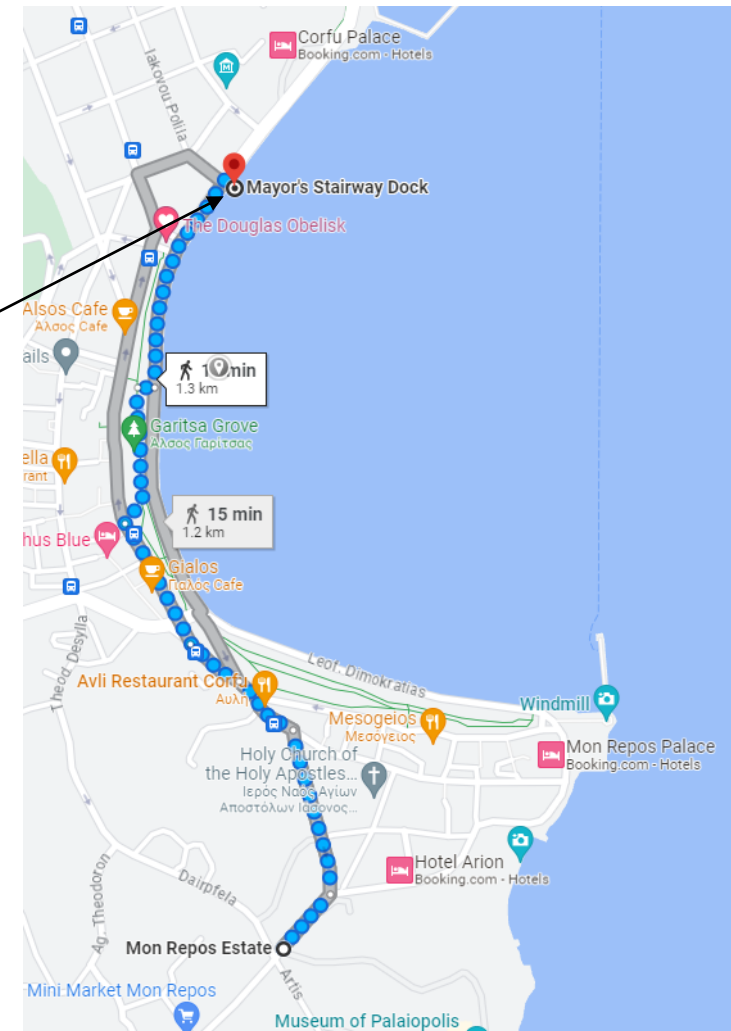 Corfu Palace
Booking.com - Hotels
Iakovou Polila
Mayor's Stairway Dock
The Douglas Obelisk
Alsos Cafe
Άλσος Cafe
ails
min
1.3 km
Garitsa Grove
Άλσος Γαρίτσας
ella
rant
15 min
1.2 km
hus Blue
Gialos
Γιαλός Cafe
Theod. Desylla
Leof. Dimokratias
Avli Restaurant Corfu
Αυλή
Windmill
Mesogeios
Μεσόγειος
Mon Repos Palace
Booking.com - Hotels
Holy Church of
the Holy Apostles...
Ιερός Ναός Αγίων
Αποστόλων Ιάσονος...
Hotel Arion
Booking.com - Hotels
Ag. Theodoron
Dairpfela
Mon Repos Estate
Artis
Mini Market Mon Repos
Museum of Palaiopolis